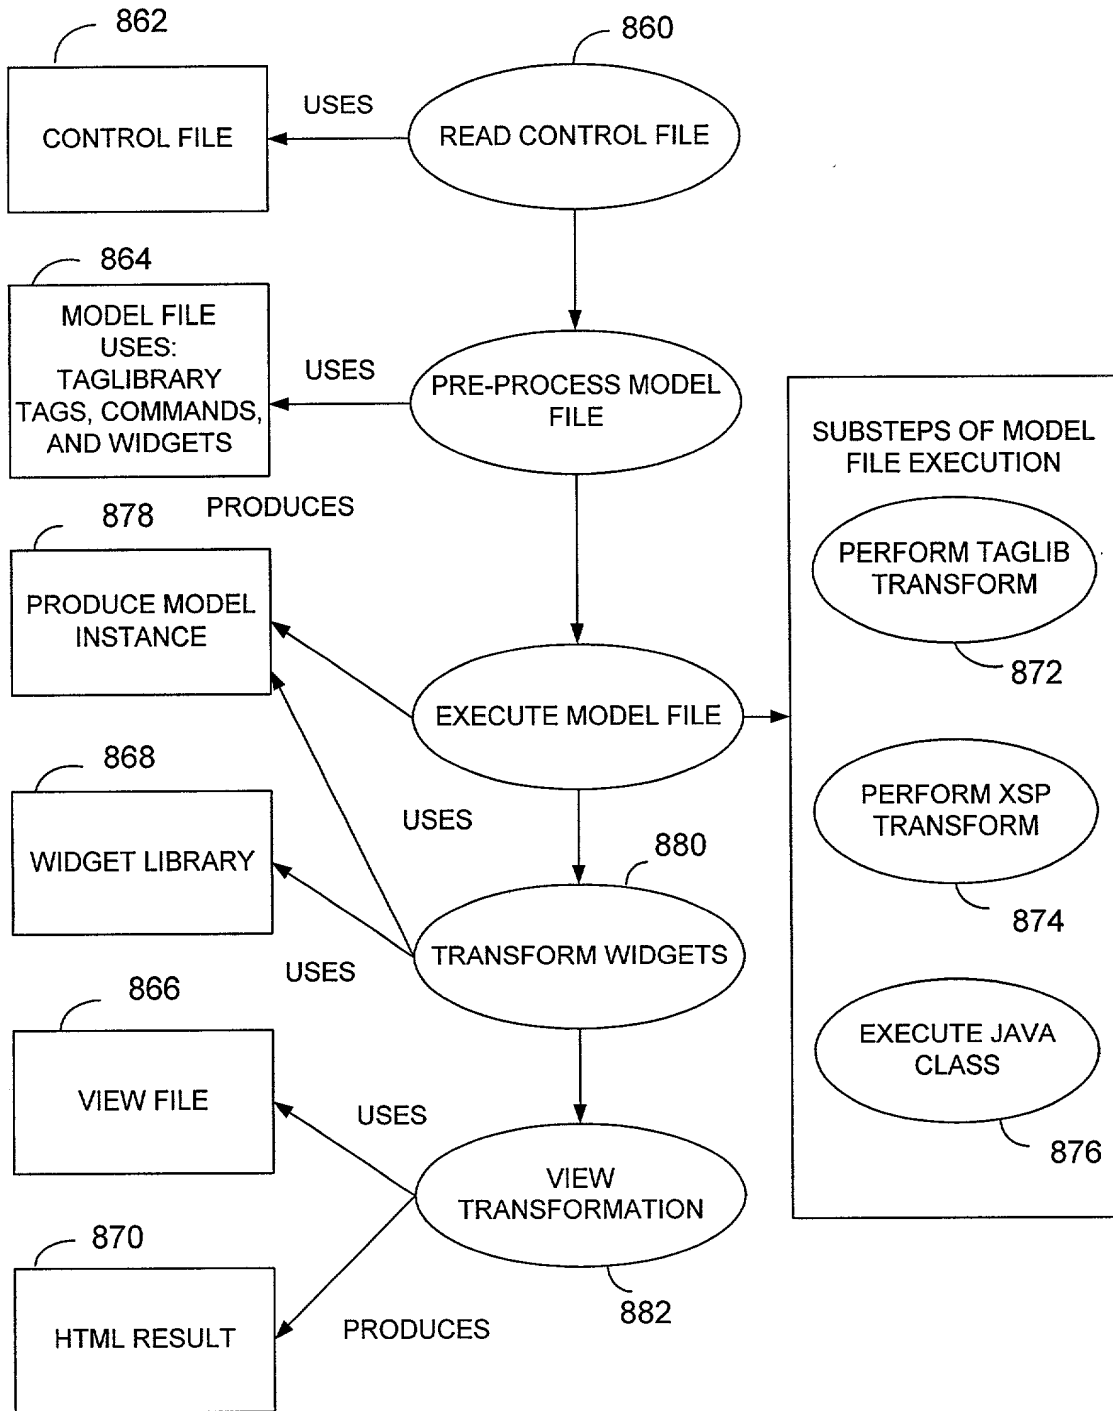 862
860
CONTROL FILE
USES
READ CONTROL FILE
864
MODEL FILE
USES:
TAGLIBRARY
TAGS, COMMANDS,
AND WIDGETS
USES
PRE-PROCESS MODEL
FILE
SUBSTEPS OF MODEL
FILE EXECUTION
PERFORM TAGLIB
TRANSFORM
872
PERFORM XSP
TRANSFORM
874
EXECUTE JAVA
CLASS
876
878
PRODUCES
PRODUCE MODEL
INSTANCE
EXECUTE MODEL FILE
868
WIDGET LIBRARY
USES
880
TRANSFORM WIDGETS
USES
866
VIEW FILE
USES
VIEW
TRANSFORMATION
882
870
HTML RESULT
PRODUCES